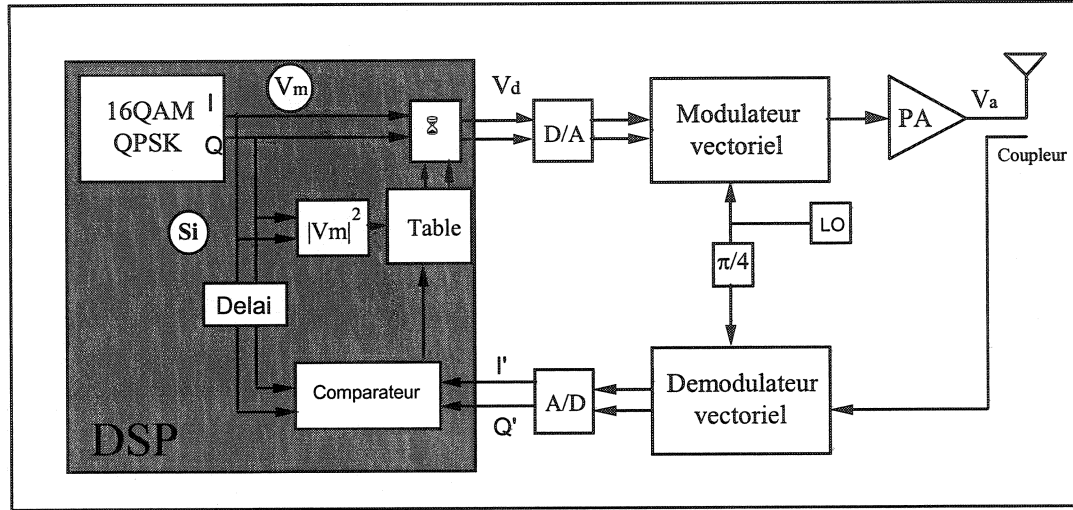 16QAM
QPSK
I
Q
Vm
Vd
D/A
Modulateur
vectoriel
PA
Va
Coupleur
Si
|Vm|²
Table
LO
π/4
Delai
Comparateur
I'
Q'
A/D
Demodulateur
vectoriel
DSP